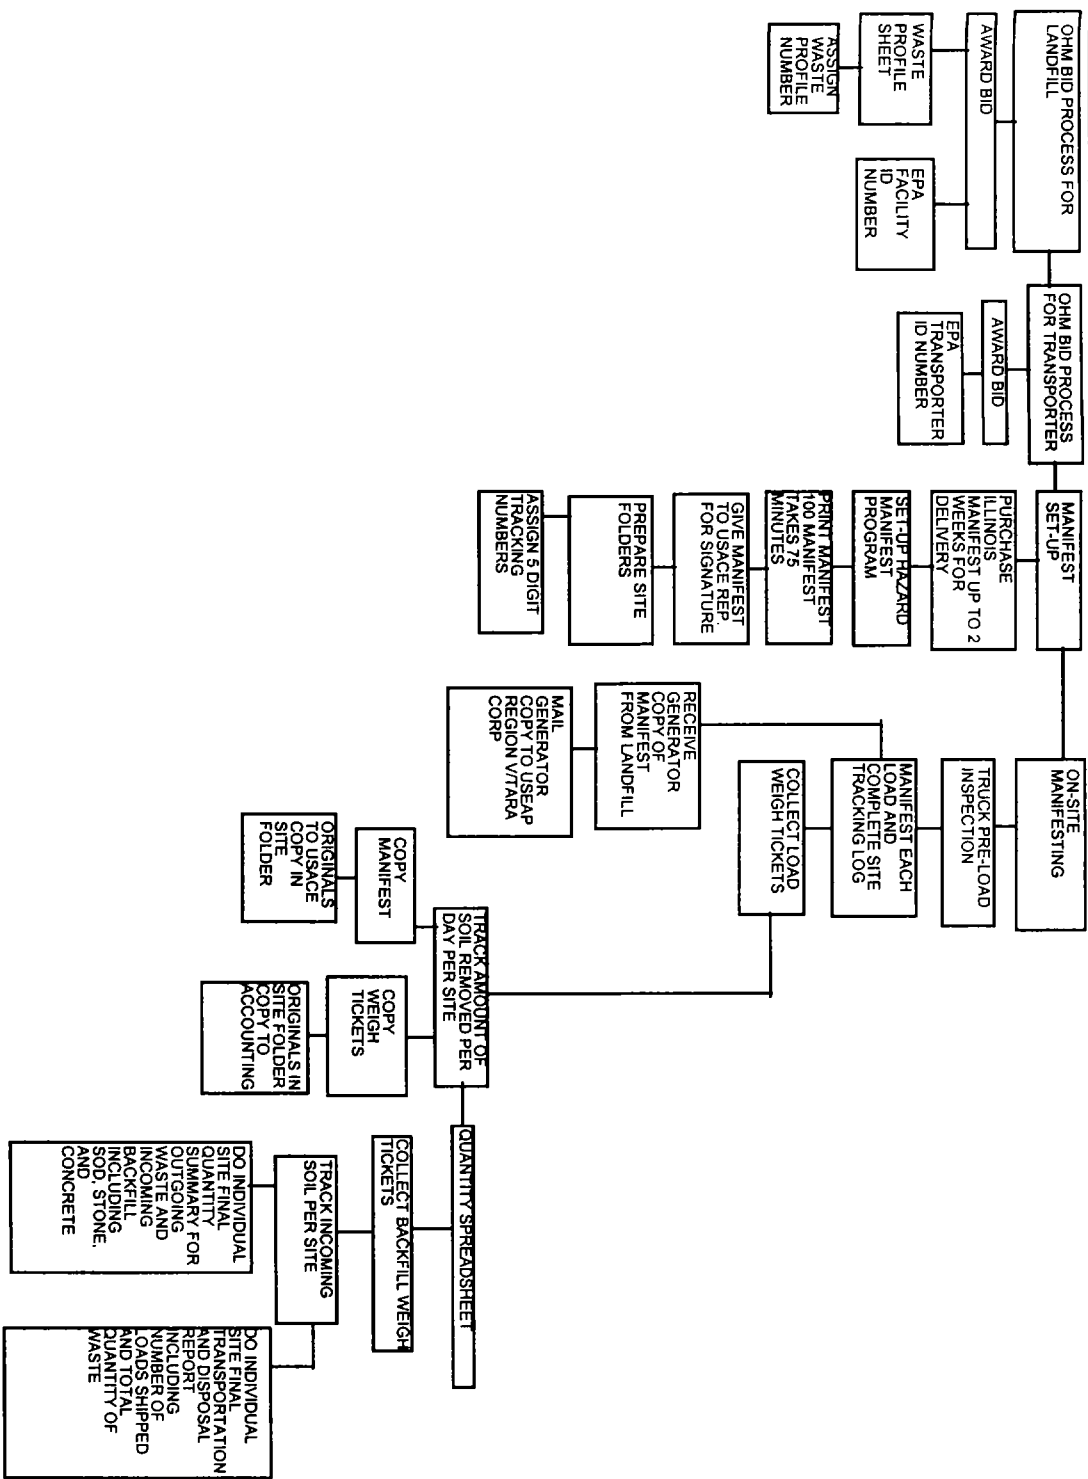 OHM BID PROCESS FOR
LANDFILL
AWARD BID
WASTE
PROFILE
SHEET
ASSIGN
WASTE
PROFILE
NUMBER
EPA
FACILITY
ID
NUMBER
OHM BID PROCESS
FOR TRANSPORTER
AWARD BID
EPA
TRANSPORTER
ID NUMBER
MANIFEST
SET-UP
PURCHASE
ILLINOIS
MANIFEST UP TO 2
WEEKS FOR
DELIVERY
SET-UP HAZARD
MANIFEST
PROGRAM
PRINT MANIFEST
100 MANIFEST
TAKES 75
MINUTES
GIVE MANIFEST
TO USACE REP.
FOR SIGNATURE
PREPARE SITE
FOLDERS
ASSIGN 5 DIGIT
TRACKING
NUMBERS
ON-SITE
MANIFESTING
TRUCK PRE-LOAD
INSPECTION
MANIFEST EACH
LOAD AND
COMPLETE SITE
TRACKING LOG
RECEIVE
GENERATOR
COPY OF
MANIFEST
FROM LANDFILL
MAIL
GENERATOR
COPY TO USEAP
REGION V/TARA
CORP
COLLECT LOAD
WEIGH TICKETS
TRACK AMOUNT OF
SOIL REMOVED PER
DAY PER SITE
COPY
MANIFEST
ORIGINALS
TO USACE
COPY IN
SITE
FOLDER
COPY
WEIGH
TICKETS
ORIGINALS IN
SITE FOLDER
COPY TO
ACCOUNTING
QUANTITY SPREADSHEET
COLLECT BACKFILL WEIGH
TICKETS
TRACK INCOMING
SOIL PER SITE
DO INDIVIDUAL
SITE FINAL
QUANTITY
SUMMARY FOR
OUTGOING
WASTE AND
INCOMING
BACKFILL
INCLUDING
SOD, STONE,
AND
CONCRETE
DO INDIVIDUAL
SITE FINAL
TRANSPORTATION
AND DISPOSAL
REPORT
INCLUDING
NUMBER OF
LOADS SHIPPED
AND TOTAL
QUANTITY OF
WASTE